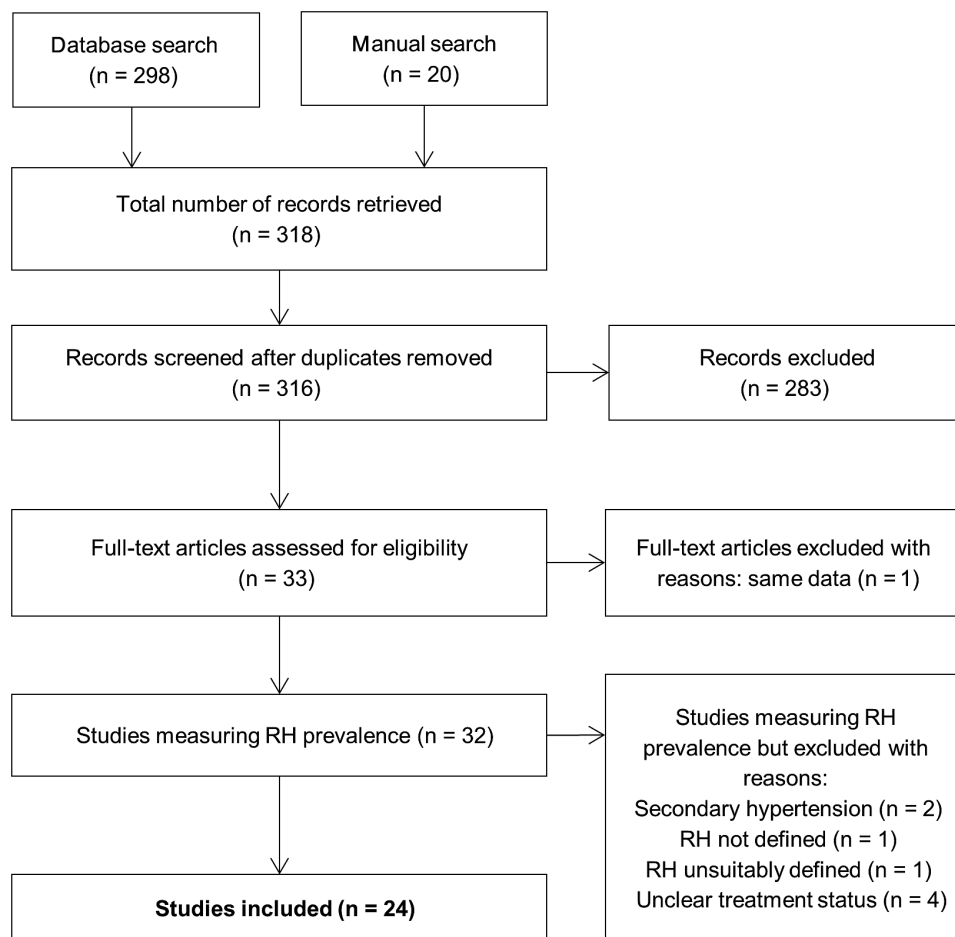 Database search
(n = 298)
Manual search
(n = 20)
Total number of records retrieved
(n = 318)
Records screened after duplicates removed
(n = 316)
Records excluded
(n = 283)
Full-text articles assessed for eligibility
(n = 33)
Full-text articles excluded with
reasons: same data (n = 1)
Studies measuring RH prevalence (n = 32)
Studies measuring RH
prevalence but excluded with
reasons:
Secondary hypertension (n = 2)
RH not defined (n = 1)
RH unsuitably defined (n = 1)
Unclear treatment status (n = 4)
Studies included (n = 24)